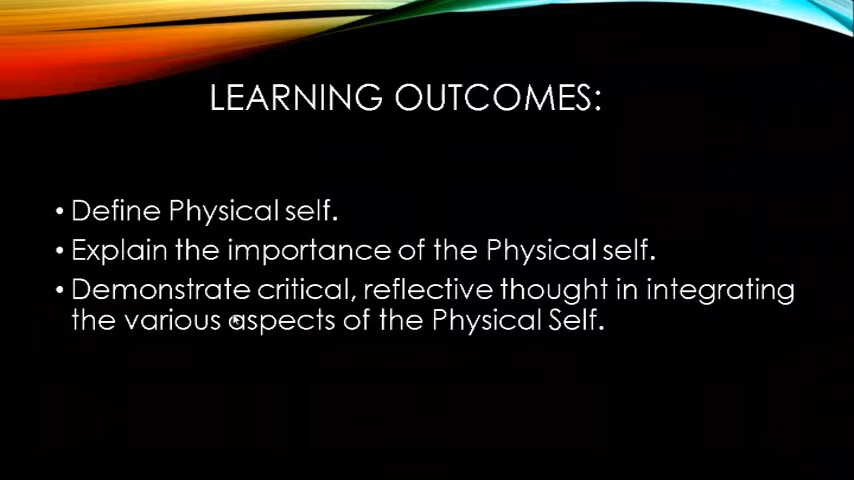 LEARNING OUTCOMES:
• Define Physical self.
• Explain the importance of the Physical self.
• Demonstrate critical, reflective thought in integrating
the various aspects of the Physical Self.